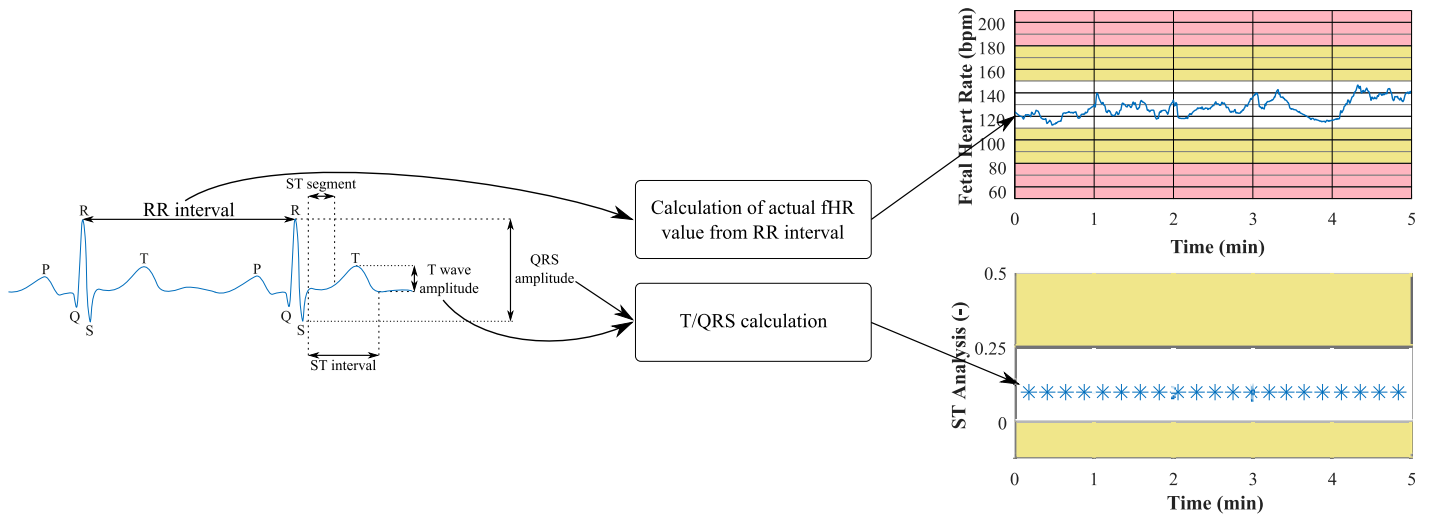 ST segment
R
RR interval
R
P
T
P
T
Q
S
Q
S
T wave
amplitude
QRS
amplitude
ST interval
Calculation of actual fHR
value from RR interval
T/QRS calculation
Fetal Heart Rate (bpm)
200
180
160
140
120
100
80
60
0 1 2 3 4 5
Time (min)
ST Analysis (-)
0.5
0.25
0
0 1 2 3 4 5
Time (min)